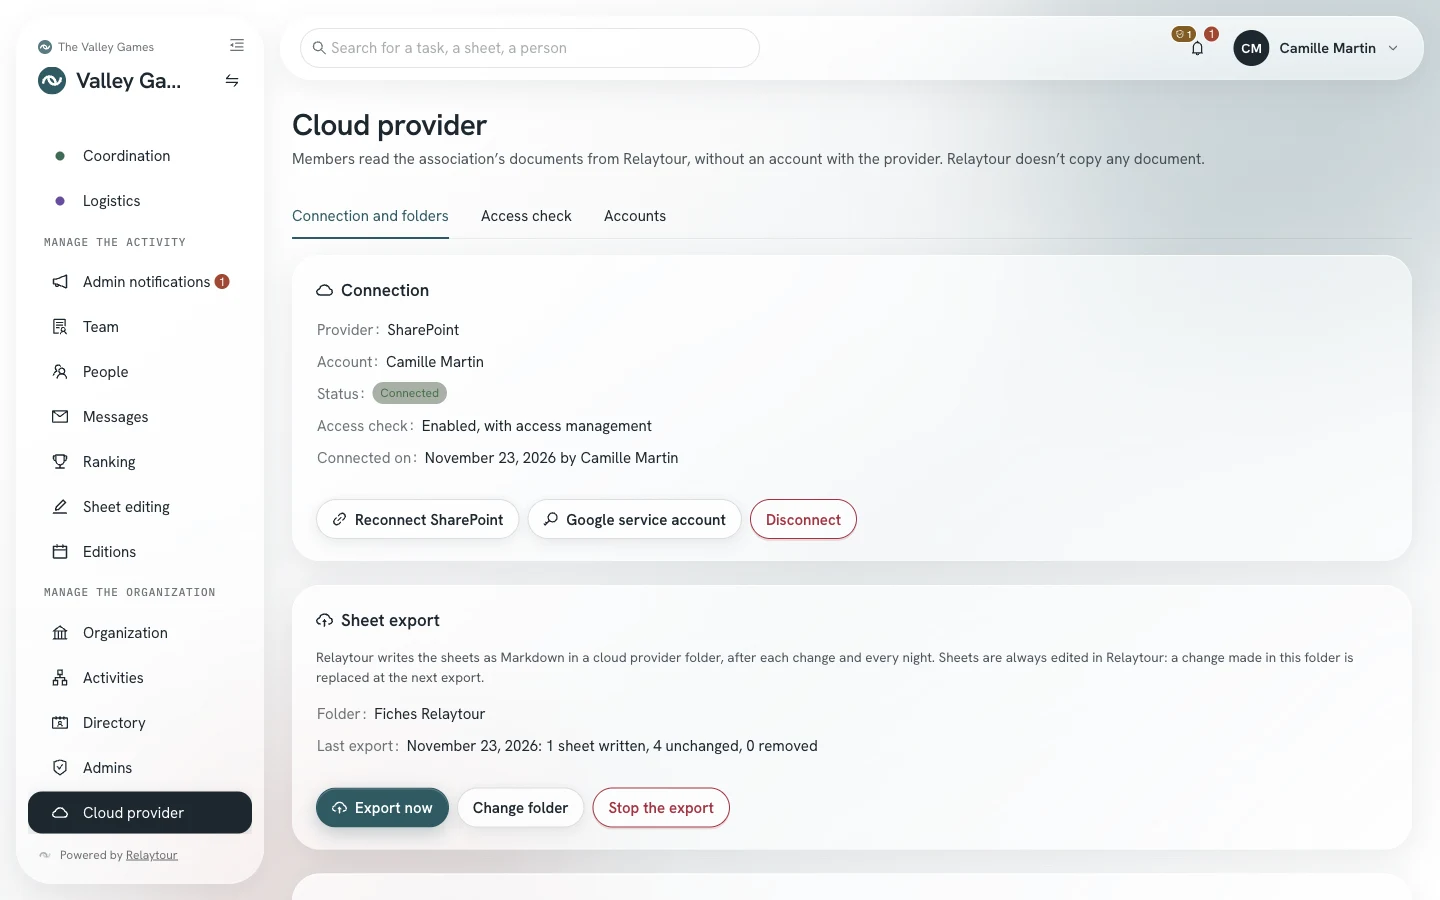 The Valley Games
Valley Ga...
Coordination
Logistics
MANAGE THE ACTIVITY
Admin notifications 1
Team
People
Messages
Ranking
Sheet editing
Editions
MANAGE THE ORGANIZATION
Organization
Activities
Directory
Admins
Cloud provider
Powered by Relaytour
Search for a task, a sheet, a person
1
1
CM Camille Martin
Cloud provider
Members read the association’s documents from Relaytour, without an account with the provider. Relaytour doesn’t copy any document.
Connection and folders Access check Accounts
Connection
Provider: SharePoint
Account: Camille Martin
Status: Connected
Access check: Enabled, with access management
Connected on: November 23, 2026 by Camille Martin
Reconnect SharePoint Google service account Disconnect
Sheet export
Relaytour writes the sheets as Markdown in a cloud provider folder, after each change and every night. Sheets are always edited in Relaytour: a change made in this folder is
replaced at the next export.
Folder: Fiches Relaytour
Last export: November 23, 2026: 1 sheet written, 4 unchanged, 0 removed
Export now Change folder Stop the export